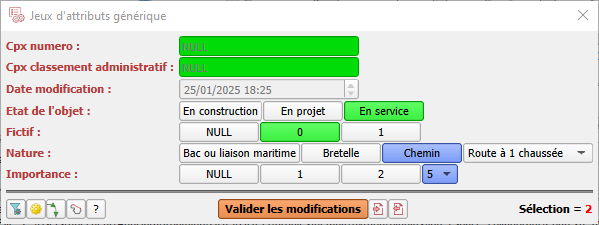 Jeux d'attributs générique
Cpx numero : NULL
Cpx classement administratif : NULL
Date modification : 25/01/2025 18:25
Etat de l'objet : En construction En projet En service
Fictif : NULL 0 1
Nature : Bac ou liaison maritime Bretelle Chemin Route à 1 chaussée
Importance : NULL 1 2 5
? Valider les modifications Sélection = 2